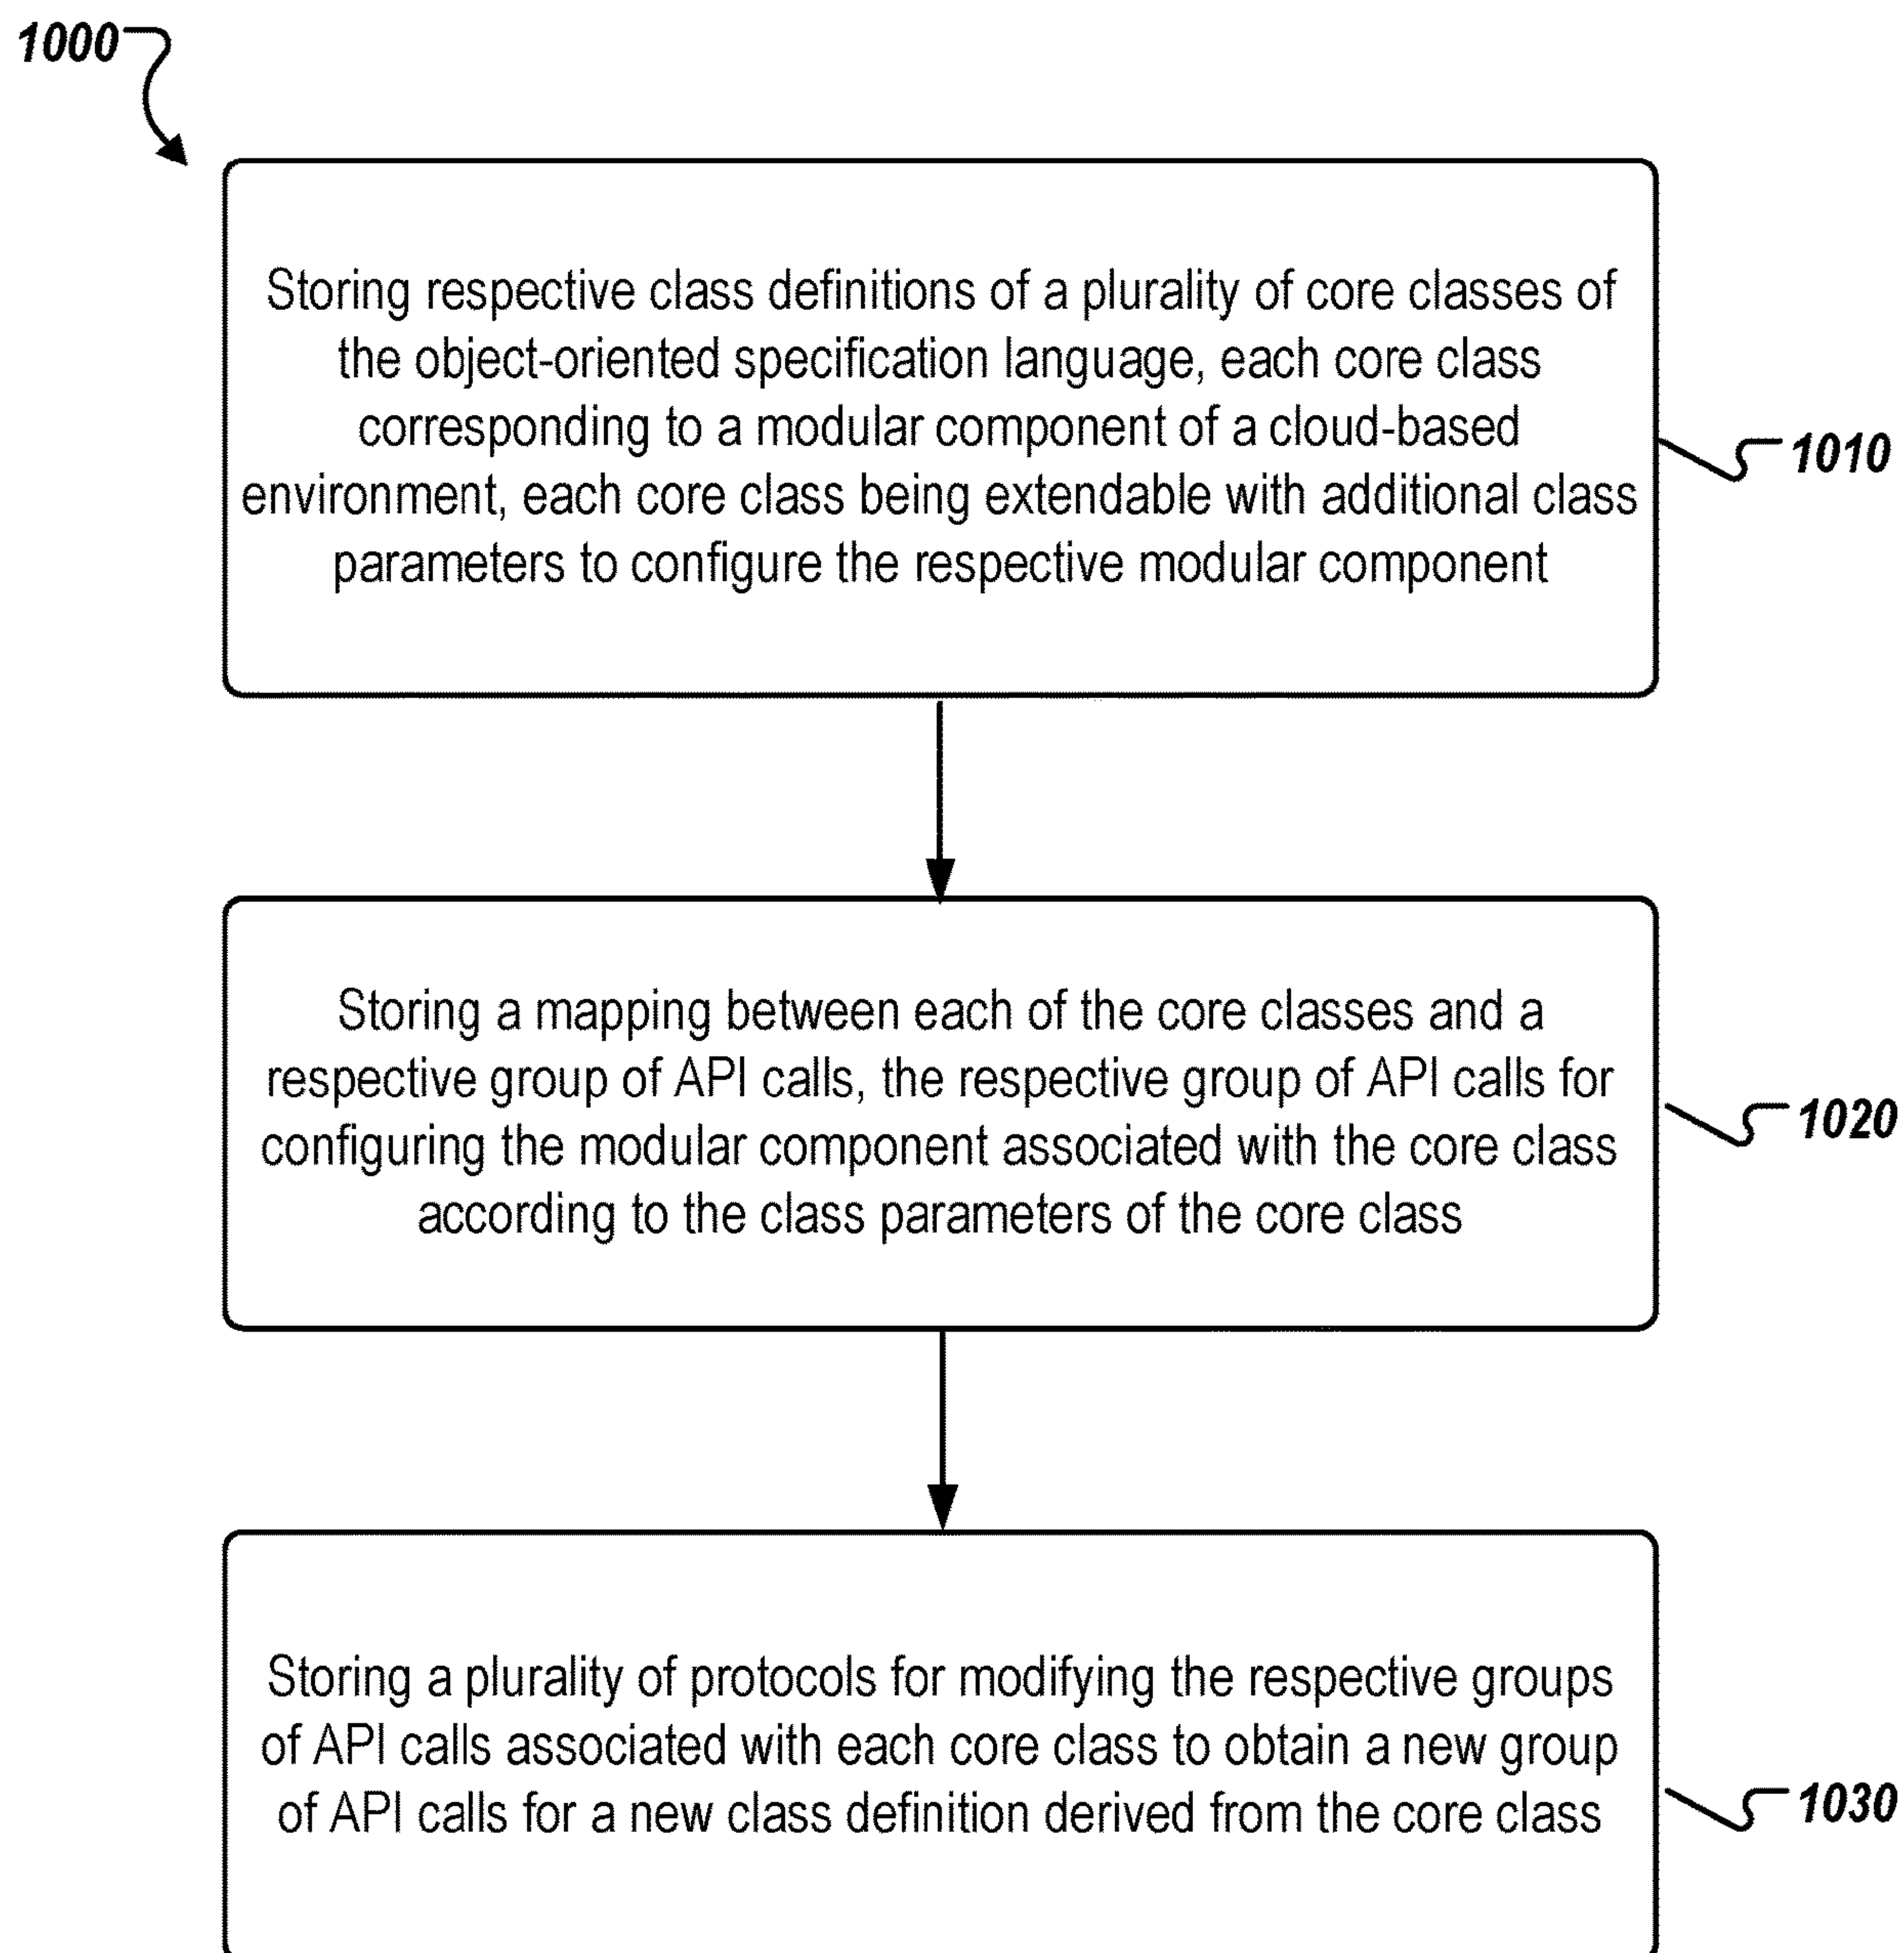 1000
Storing respective class definitions of a plurality of core classes of
the object-oriented specification language, each core class
corresponding to a modular component of a cloud-based
environment, each core class being extendable with additional class
parameters to configure the respective modular component
1010
Storing a mapping between each of the core classes and a
respective group of API calls, the respective group of API calls for
configuring the modular component associated with the core class
according to the class parameters of the core class
1020
Storing a plurality of protocols for modifying the respective groups
of API calls associated with each core class to obtain a new group
of API calls for a new class definition derived from the core class
1030